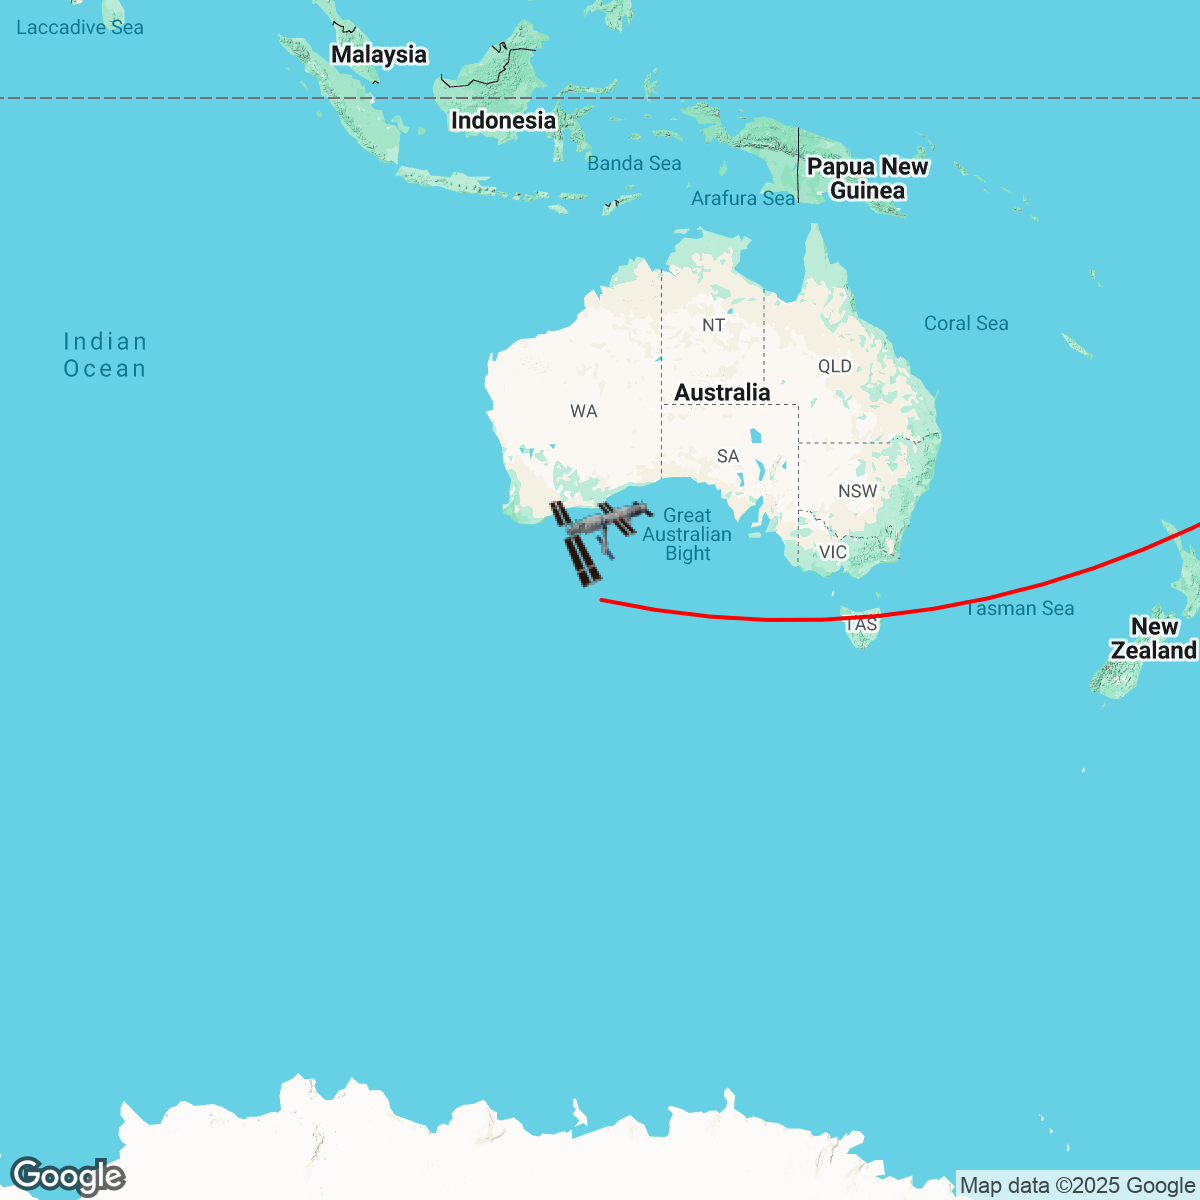 Laccadive Sea
Malaysia
Indonesia
Banda Sea
Papua New
Guinea
Arafura Sea
Indian
Ocean
NT
Coral Sea
QLD
Australia
WA
SA
NSW
Great
Australian
Bight
VIC
Tasman Sea
TAS
New
Zealand
Google
Map data ©2025 Google